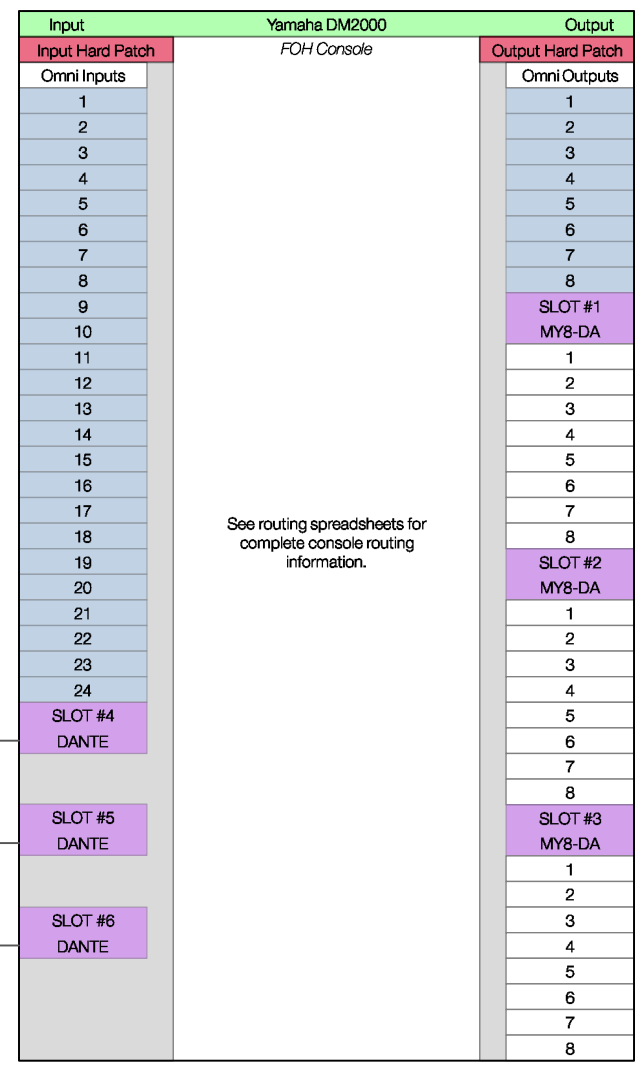 Input
Yamaha DM2000
Output
Input Hard Patch
FOH Console
Output Hard Patch
Omni Inputs
1
2
3
4
5
6
7
8
9
10
11
12
13
14
15
16
17
18
19
20
21
22
23
24
SLOT #4
DANTE
SLOT #5
DANTE
SLOT #6
DANTE
See routing spreadsheets for
complete console routing
information.
Omni Outputs
1
2
3
4
5
6
7
8
SLOT #1
MY8-DA
1
2
3
4
5
6
7
8
SLOT #2
MY8-DA
1
2
3
4
5
6
7
8
SLOT #3
MY8-DA
1
2
3
4
5
6
7
8